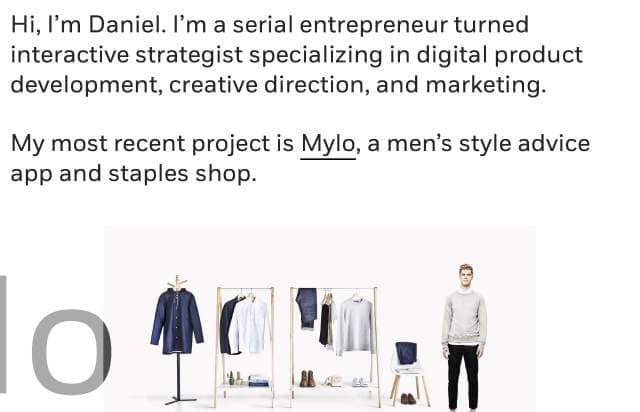 Hi, I’m Daniel. I’m a serial entrepreneur turned
interactive strategist specializing in digital product
development, creative direction, and marketing.
My most recent project is Mylo, a men’s style advice
app and staples shop.
lo